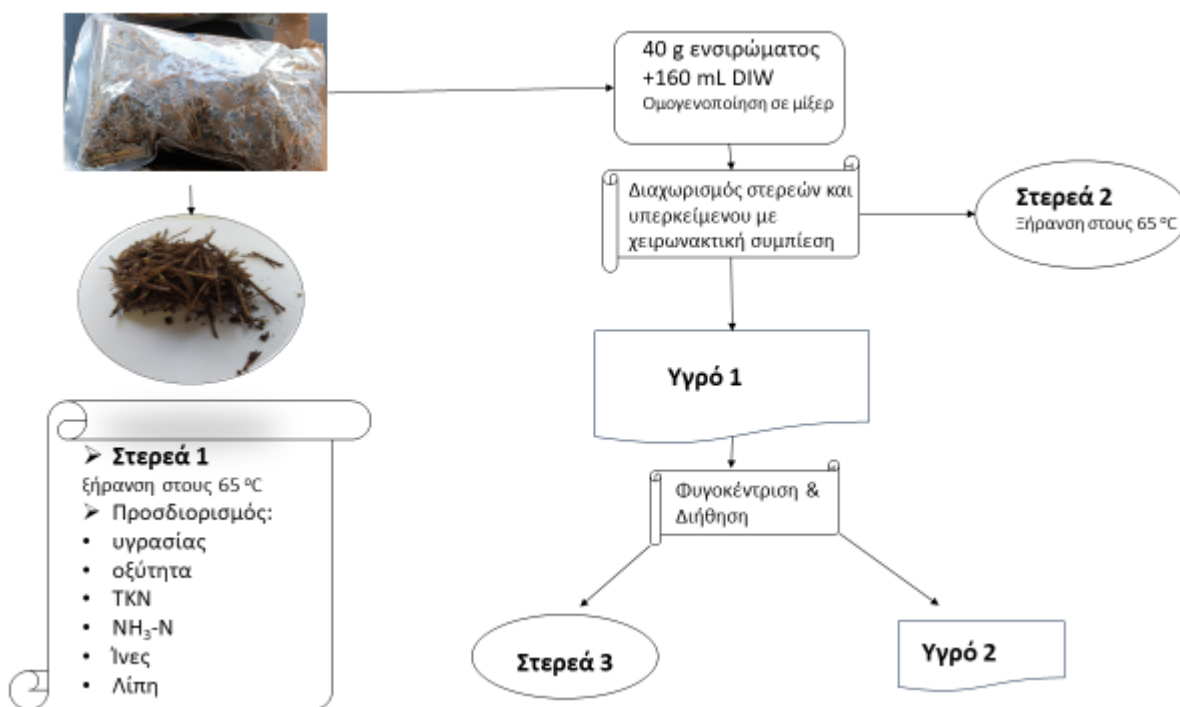 40 g ενσιρώματος
+160 mL DIW
Ομογενοποίηση σε μίξερ
Διαχωρισμός στερεών και
υπερκείμενου με
χειρωνακτική συμπίεση
Στερεά 2
Ξήρανση στους 65 ⁰C
Υγρό 1
Φυγοκέντριση &
Διήθηση
Στερεά 3
Υγρό 2
➢ Στερεά 1
ξήρανση στους 65 ⁰C
➢ Προσδιορισμός:
• υγρασίας
• οξύτητα
• TKN
• NH₃-N
• Ίνες
• Λίπη